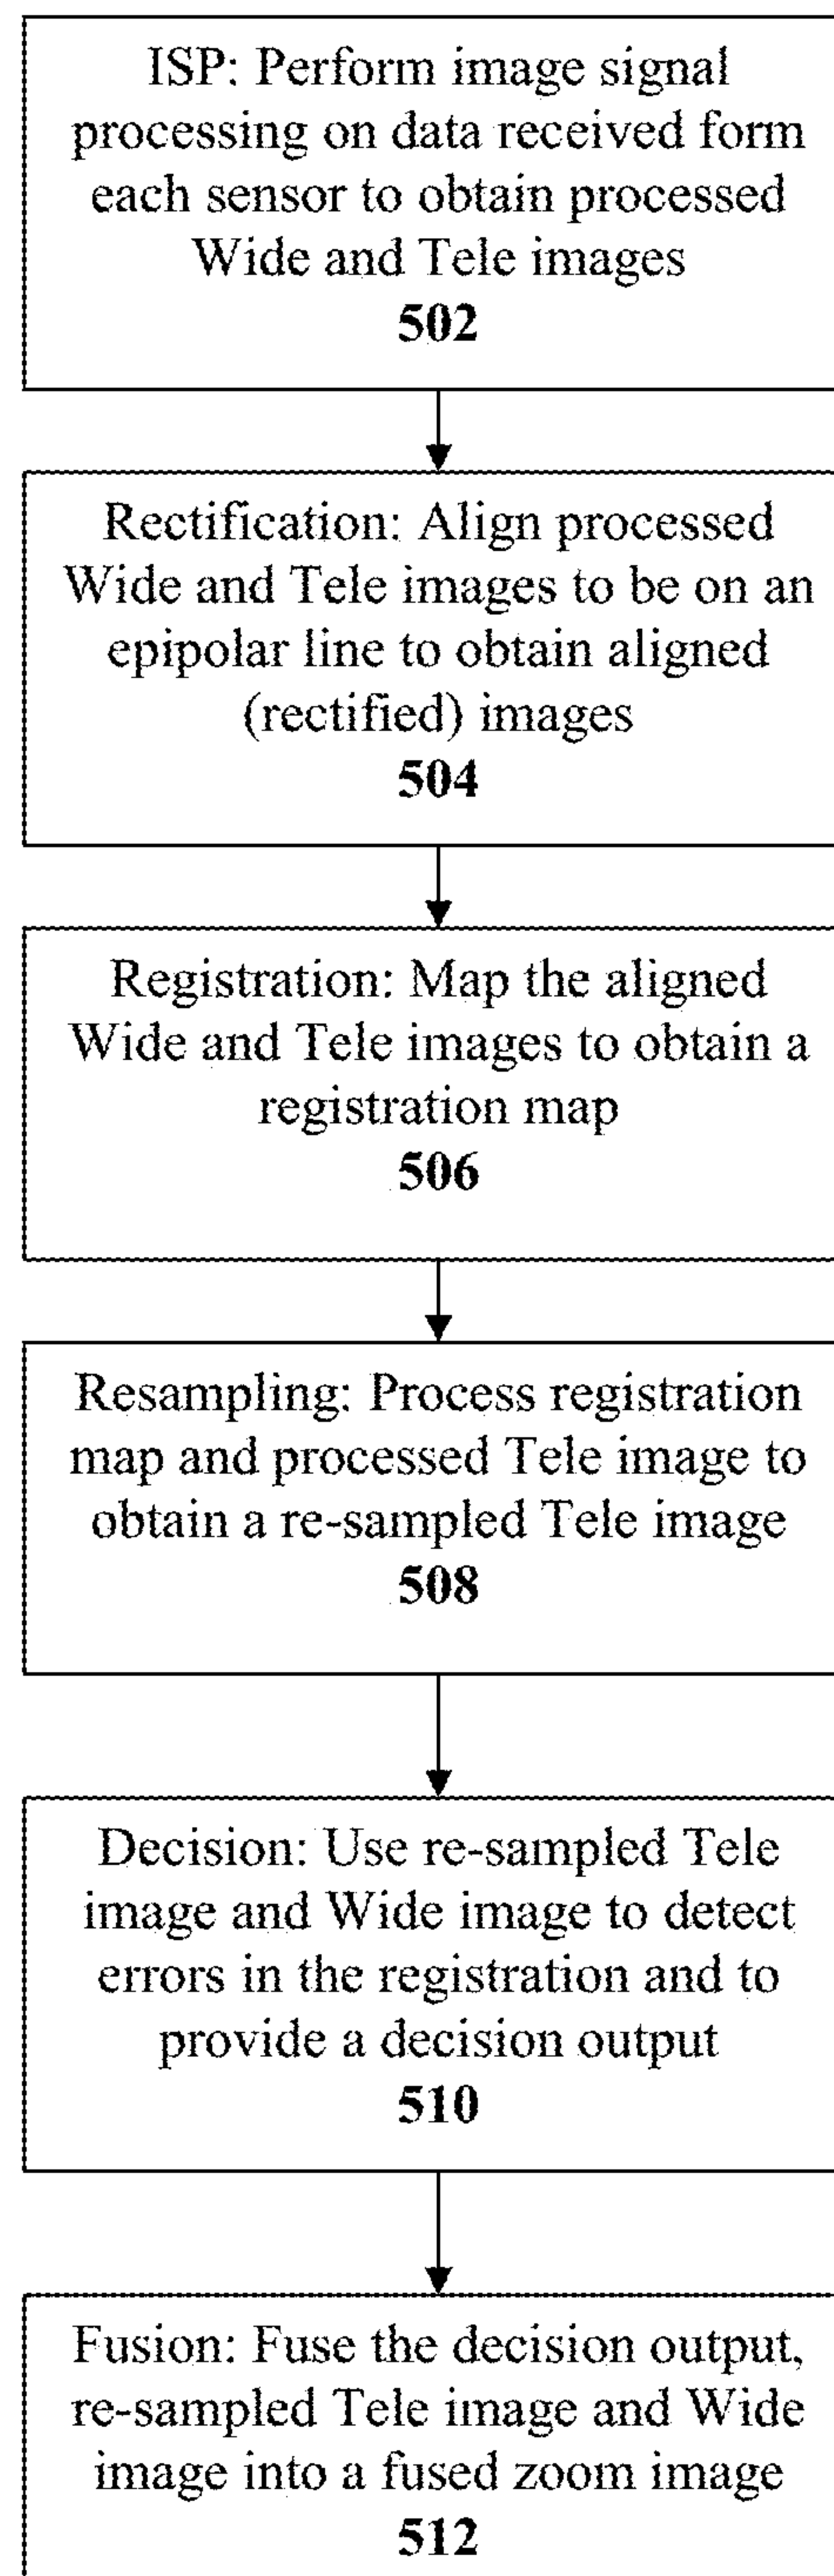 ISP: Perform image signal
processing on data received form
each sensor to obtain processed
Wide and Tele images
502
Rectification: Align processed
Wide and Tele images to be on an
epipolar line to obtain aligned
(rectified) images
504
Registration: Map the aligned
Wide and Tele images to obtain a
registration map
506
Resampling: Process registration
map and processed Tele image to
obtain a re-sampled Tele image
508
Decision: Use re-sampled Tele
image and Wide image to detect
errors in the registration and to
provide a decision output
510
Fusion: Fuse the decision output,
re-sampled Tele image and Wide
image into a fused zoom image
512